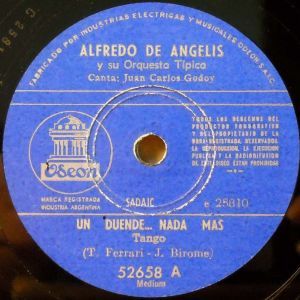 FABRICADO POR INDUSTRIAS ELECTRICAS Y MUSICALES ODEON S.A.I.C.
ALFREDO DE ANGELIS
y su Orquesta Típica
Canta: Juan Carlos Godoy
TODOS LOS DERECHOS DEL
PRODUCTOR FONOGRAFICO
Y DEL PROPIETARIO DE LA
OBRA REGISTRADA, RESERVADOS.
LA REPRODUCCION, LA EJECUCION
PUBLICA Y LA RADIODIFUSION
DE ESTE DISCO ESTAN PROHIBIDAS
Odeon
MARCA REGISTRADA
INDUSTRIA ARGENTINA
SADAIC
e 25810
UN DUENDE... NADA MAS
Tango
(T. Ferrari - J. Birome)
52658 A
Medium